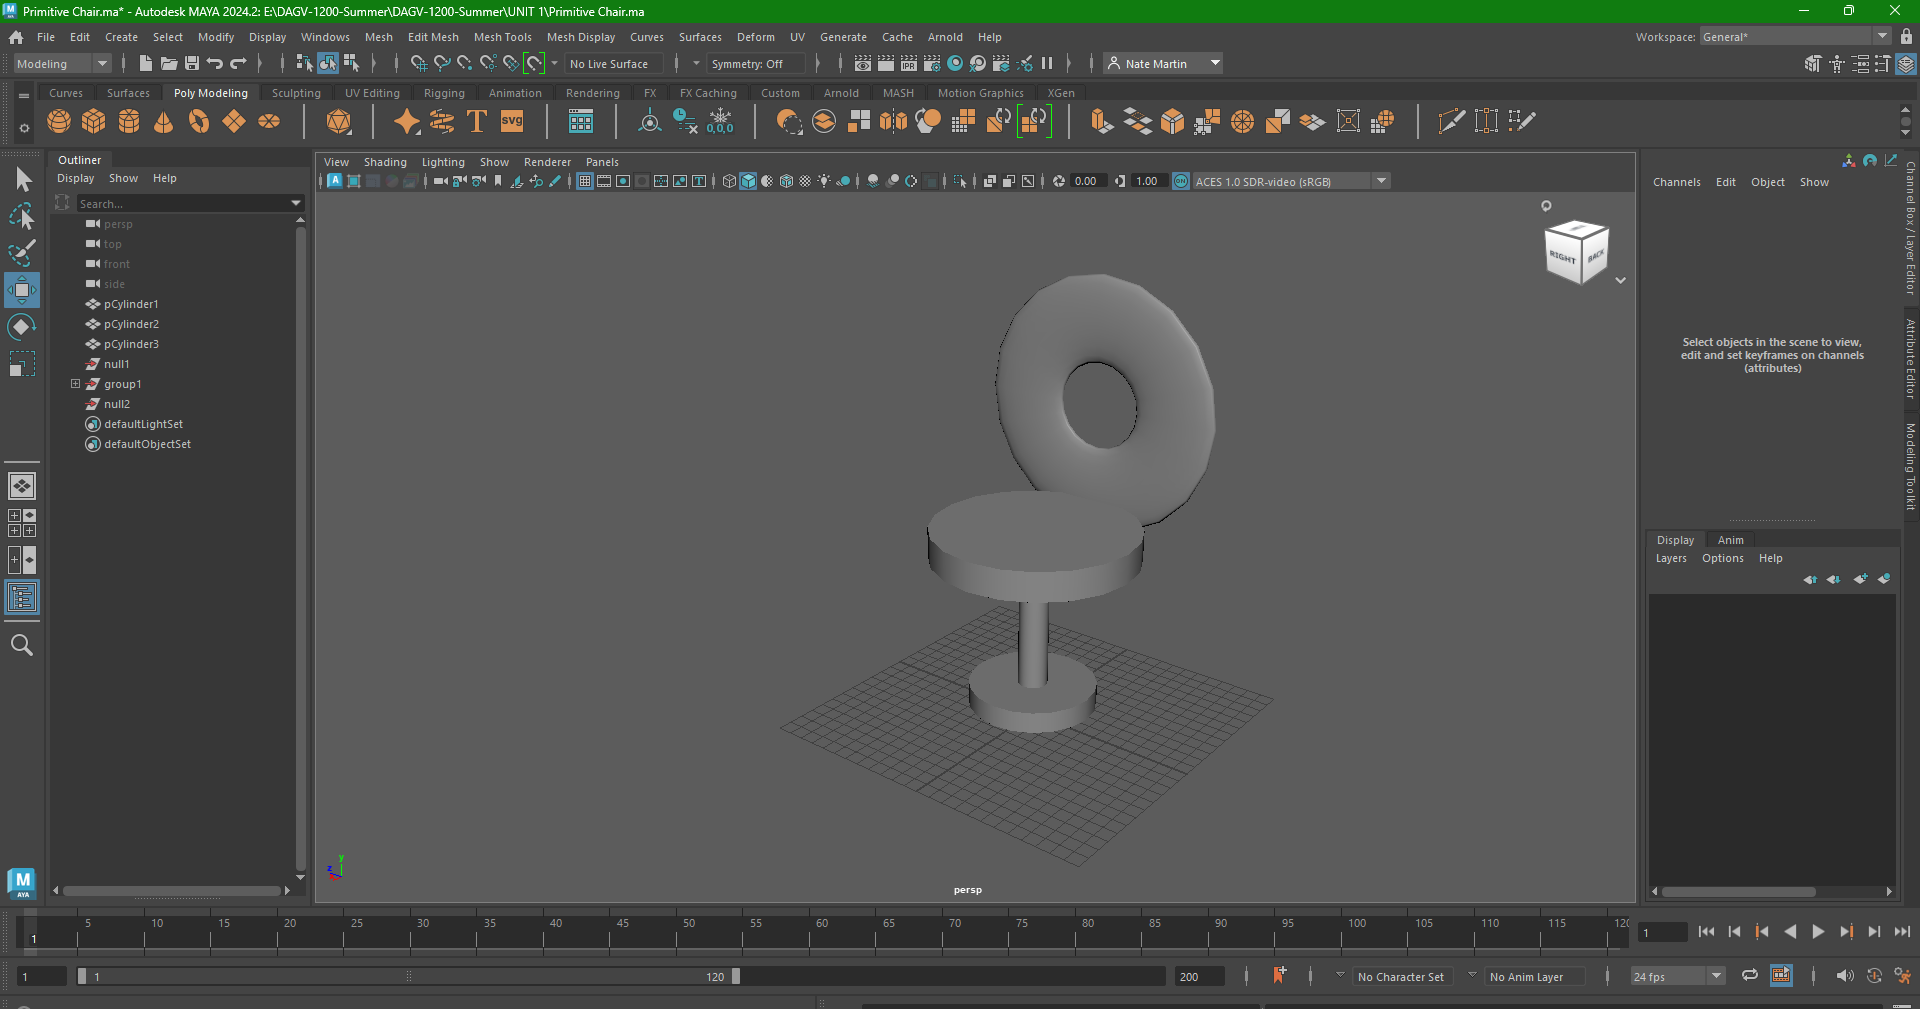 Primitive Chair.ma* - Autodesk MAYA 2024.2: E:\DAGV-1200-Summer\DAGV-1200-Summer\UNIT 1\Primitive Chair.ma
File Edit Create Select Modify Display Windows Mesh Edit Mesh Mesh Tools Mesh Display Curves Surfaces Deform UV Generate Cache Arnold Help
Workspace: General*
Modeling
No Live Surface
Symmetry: Off
IPR
Nate Martin
Curves Surfaces Poly Modeling Sculpting UV Editing Rigging Animation Rendering FX FX Caching Custom Arnold MASH Motion Graphics XGen
T
SVG
0,0,0
Outliner
Display Show Help
Search...
persp
top
front
side
pCylinder1
pCylinder2
pCylinder3
null1
group1
null2
defaultLightSet
defaultObjectSet
View Shading Lighting Show Renderer Panels
0.00
1.00
ON
ACES 1.0 SDR-video (sRGB)
RIGHT
BACK
y
z
persp
Channels Edit Object Show
Select objects in the scene to view,
edit and set keyframes on channels
(attributes)
Channel Box / Layer Editor
Attribute Editor
Modeling Toolkit
Display Anim
Layers Options Help
M
AYA
5 10 15 20 25 30 35 40 45 50 55 60 65 70 75 80 85 90 95 100 105 110 115 120
1
1
1
1
120
200
No Character Set
No Anim Layer
24 fps